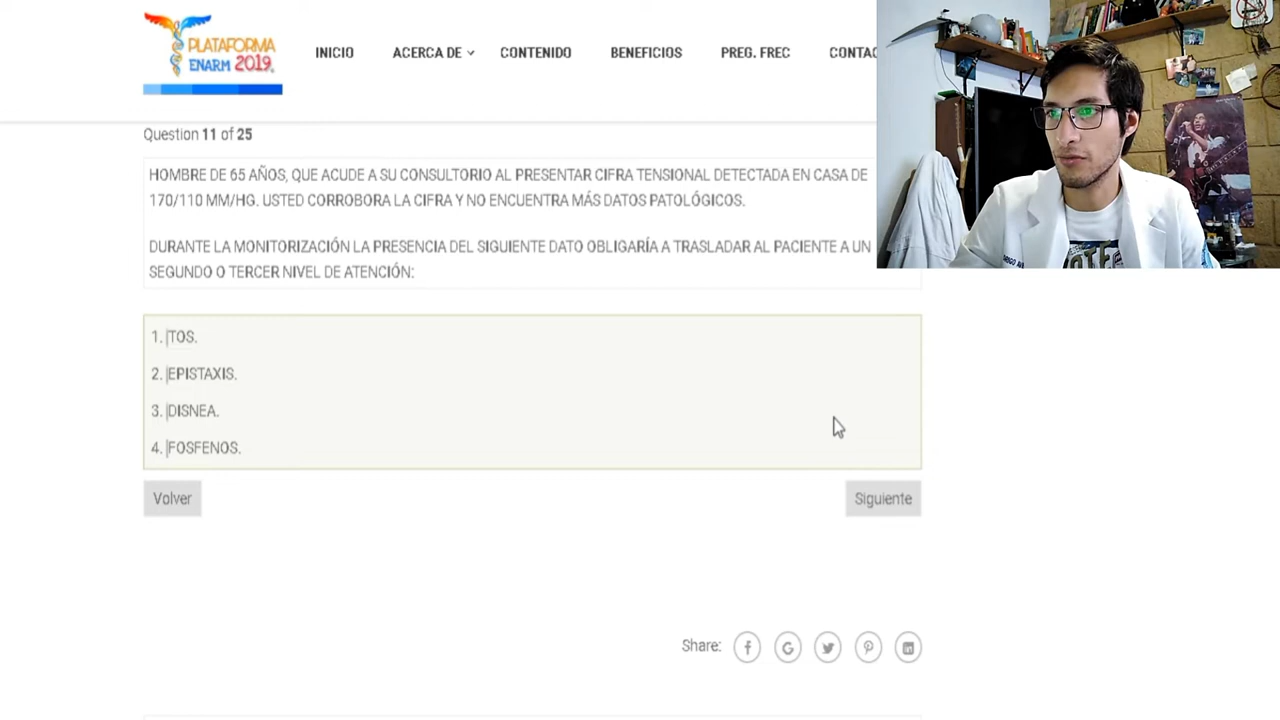 PLATAFORMA
ENARM 2019
INICIO
ACERCA DE
CONTENIDO
BENEFICIOS
PREG. FREC
CONTAC
Question 11 of 25
HOMBRE DE 65 AÑOS, QUE ACUDE A SU CONSULTORIO AL PRESENTAR CIFRA TENSIONAL DETECTADA EN CASA DE
170/110 MM/HG. USTED CORROBORA LA CIFRA Y NO ENCUENTRA MÁS DATOS PATOLÓGICOS.
DURANTE LA MONITORIZACIÓN LA PRESENCIA DEL SIGUIENTE DATO OBLIGARÍA A TRASLADAR AL PACIENTE A UN
SEGUNDO O TERCER NIVEL DE ATENCIÓN:
1. TOS.
2. EPISTAXIS.
3. DISNEA.
4. FOSFENOS.
Volver
Siguiente
Share: